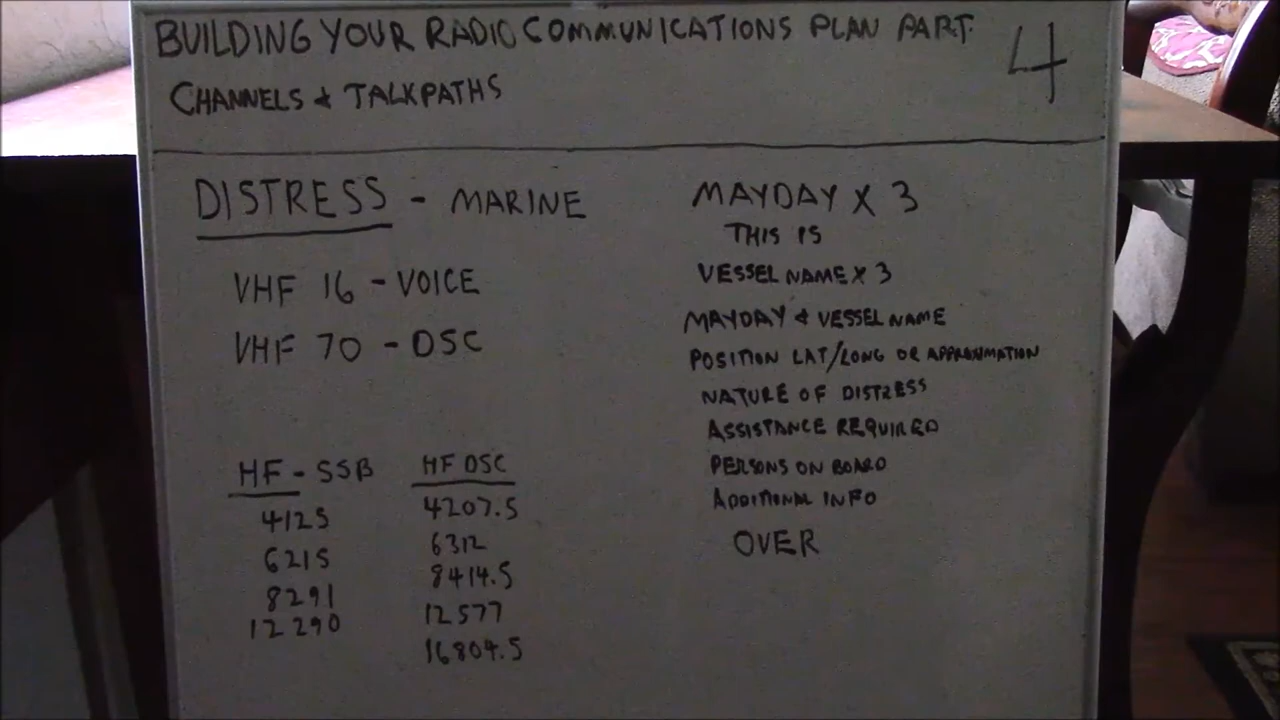 BUILDING YOUR RADIO COMMUNICATIONS PLAN PART 4
CHANNELS & TALKPATHS
DISTRESS - MARINE
VHF 16 - VOICE
VHF 70 - DSC
HF - SSB
4125
6215
8291
12290
HF DSC
4207.5
6312
8414.5
12577
16804.5
MAYDAY X 3
THIS IS
VESSEL NAME X 3
MAYDAY & VESSEL NAME
POSITION LAT/LONG OR APPROXIMATION
NATURE OF DISTRESS
ASSISTANCE REQUIRED
PERSONS ON BOARD
ADDITIONAL INFO
OVER